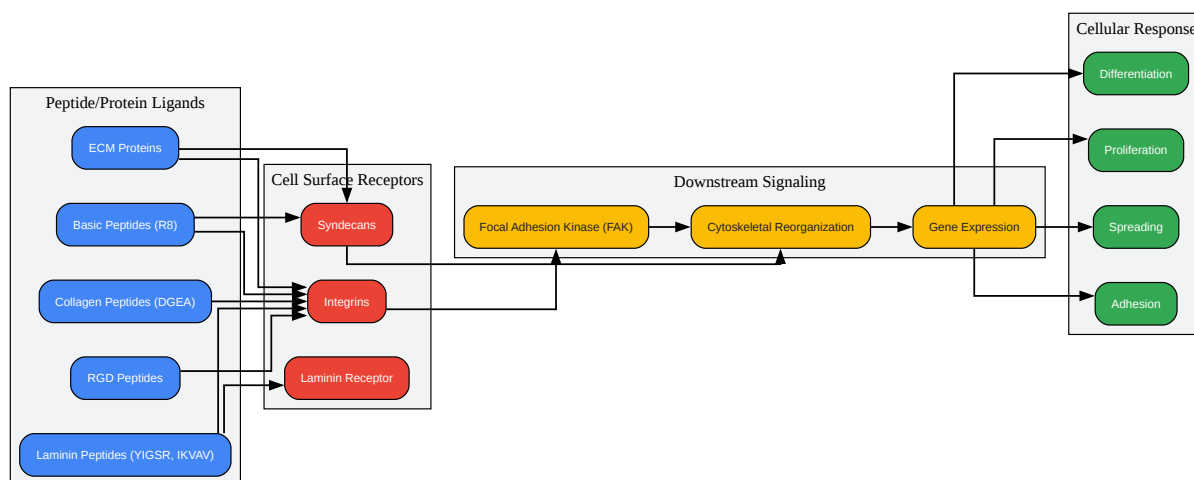 Peptide/Protein Ligands
ECM Proteins
Basic Peptides (R8)
Collagen Peptides (DGEA)
RGD Peptides
Laminin Peptides (YIGSR, IKVAV)
Cell Surface Receptors
Syndecans
Integrins
Laminin Receptor
Downstream Signaling
Focal Adhesion Kinase (FAK)
Cytoskeletal Reorganization
Gene Expression
Cellular Response
Differentiation
Proliferation
Spreading
Adhesion